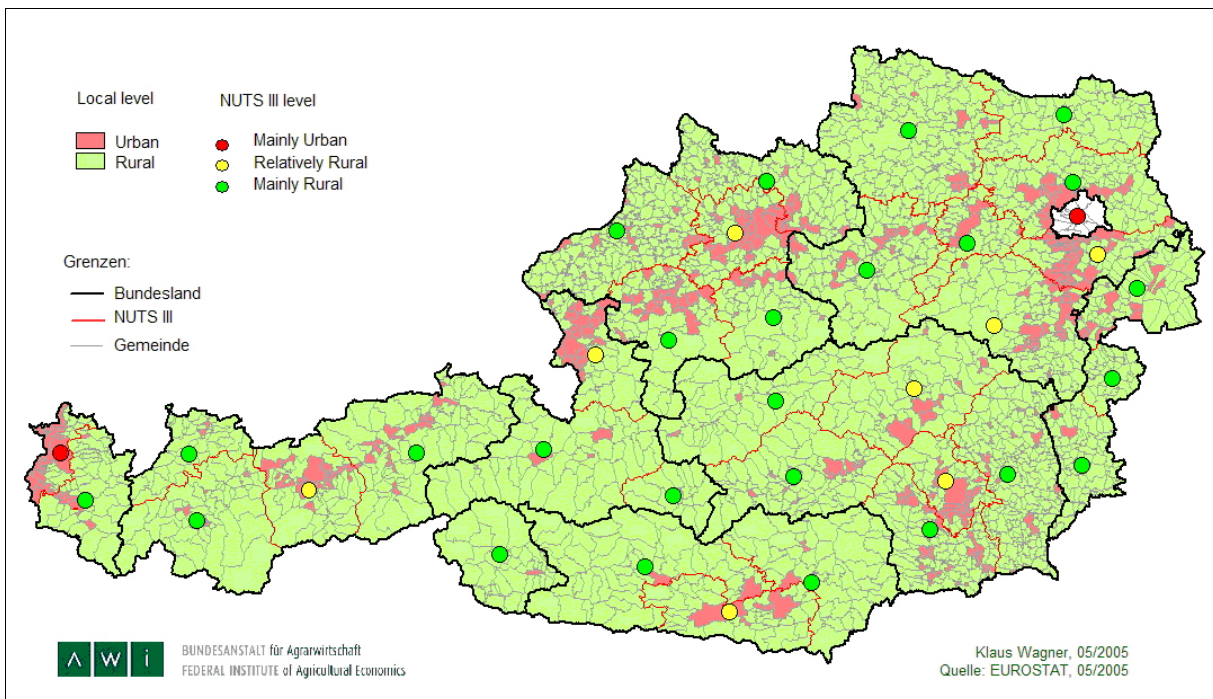 Local level
NUTS III level
Urban
Rural
Mainly Urban
Relatively Rural
Mainly Rural
Grenzen:
Bundesland
NUTS III
Gemeinde
AWI
BUNDESANSTALT für Agrarwirtschaft
FEDERAL INSTITUTE of Agricultural Economics
Klaus Wagner, 05/2005
Quelle: EUROSTAT, 05/2005